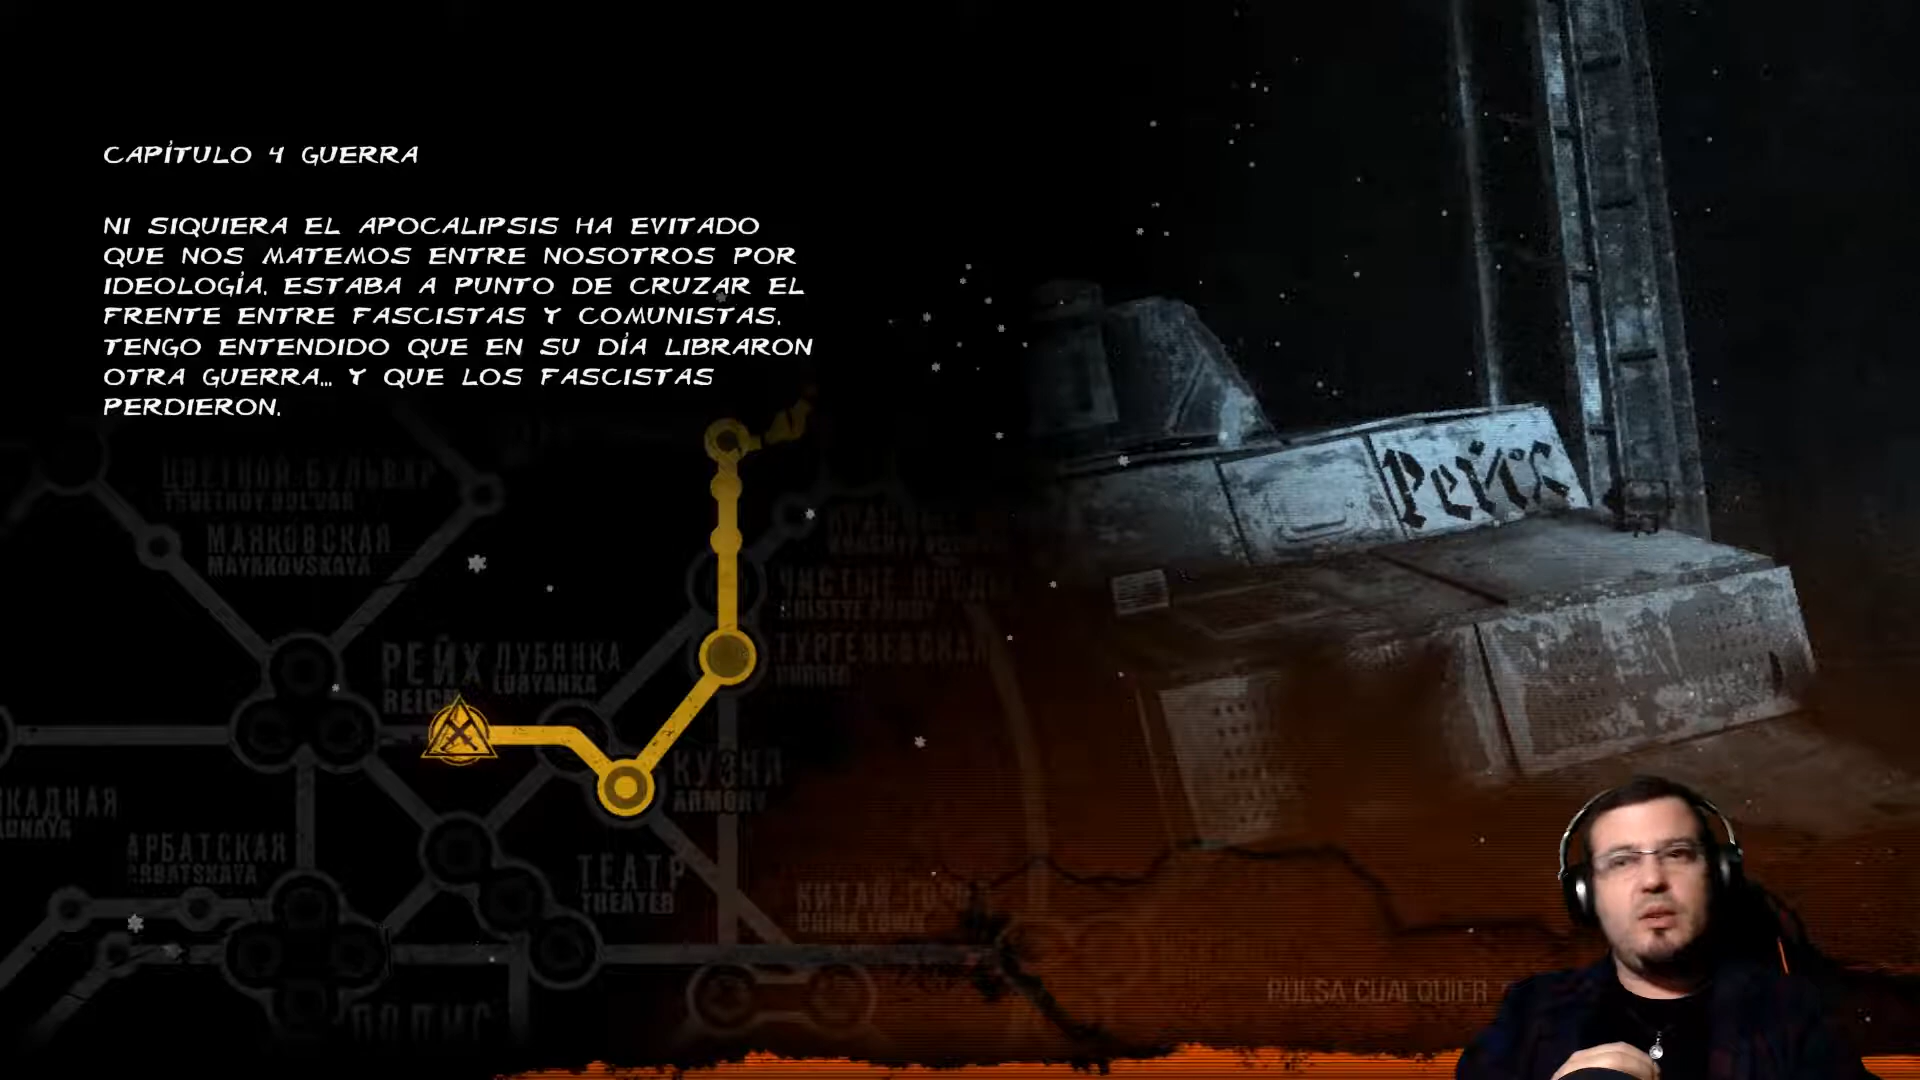 CAPÍTULO 4 GUERRA
NI SIQUIERA EL APOCALIPSIS HA EVITADO
QUE NOS MATEMOS ENTRE NOSOTROS POR
IDEOLOGÍA. ESTABA A PUNTO DE CRUZAR EL
FRENTE ENTRE FASCISTAS Y COMUNISTAS.
TENGO ENTENDIDO QUE EN SU DÍA LIBRARON
OTRA GUERRA... Y QUE LOS FASCISTAS
PERDIERON.
Рейх
ЦВЕТНОЙ БУЛЬВАР
TSVETNOY BOL'VAR
МАЯКОВСКАЯ
MAYAKOVSKAYA
ЧИСТЫЕ ПРУДЫ
CHISTYE PRUDY
ТУРГЕНЕВСКАЯ
РЕЙХ
REICH
ЛУБЯНКА
LUBYANKA
КУЗНЯ
ARMORY
АРБАТСКАЯ
ARBATSKAYA
ТЕАТР
THEATER
КИТАЙ-ГОРОД
CHINA TOWN
ПОЛИС
PULSA CUALQUIER